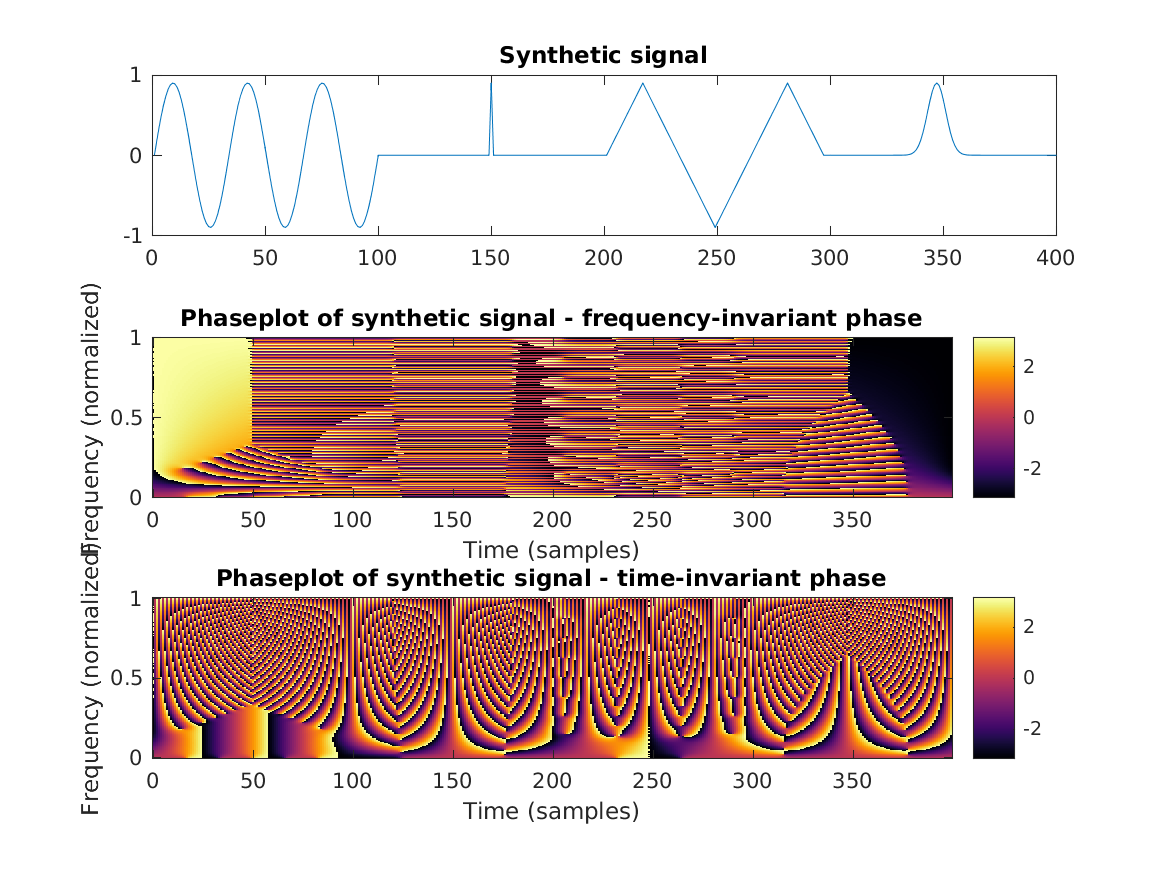 Synthetic signal
1
0
-1
0 50 100 150 200 250 300 350 400
Phaseplot of synthetic signal - frequency-invariant phase
Frequency (normalized)
1
0.5
0
0 50 100 150 200 250 300 350
Time (samples)
2
0
-2
Phaseplot of synthetic signal - time-invariant phase
Frequency (normalized)
1
0.5
0
0 50 100 150 200 250 300 350
Time (samples)
2
0
-2